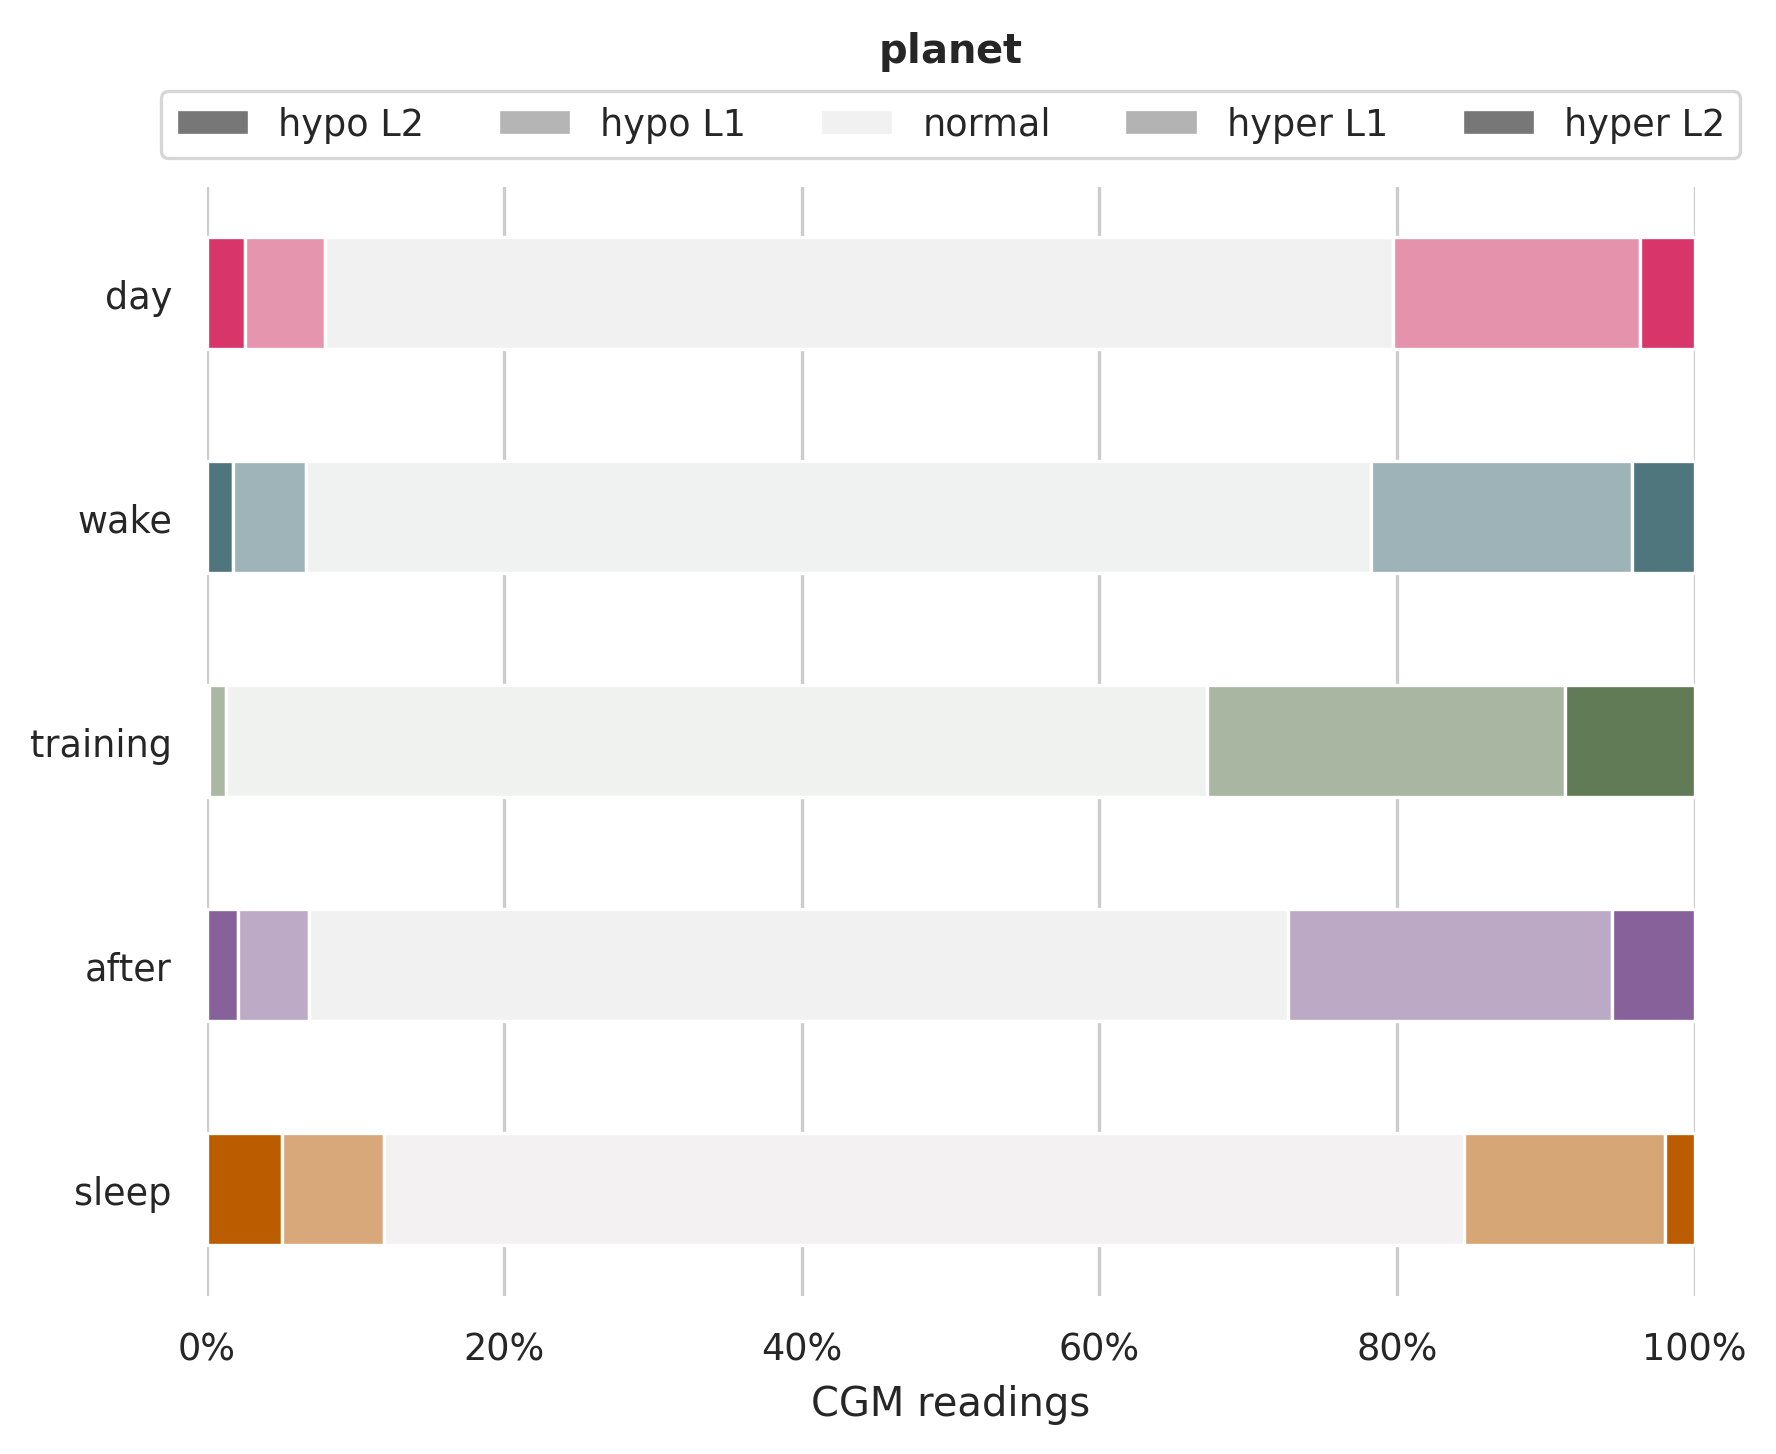 planet
hypo L2 hypo L1 normal hyper L1 hyper L2
day
wake
training
after
sleep
0% 20% 40% 60% 80% 100%
CGM readings